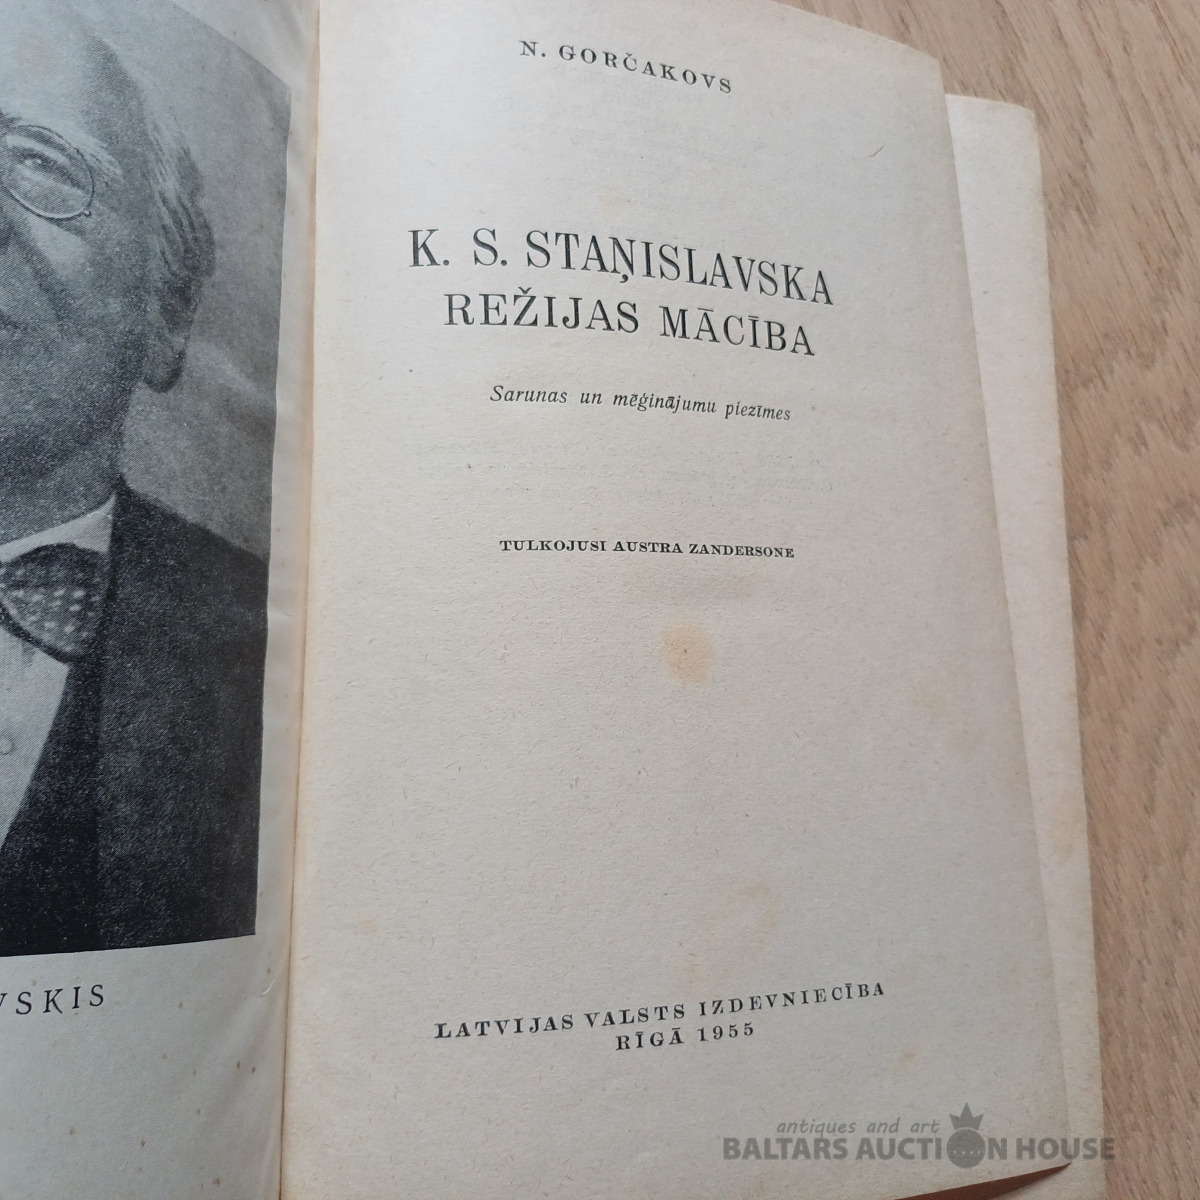 N. GORČAKOVS
K. S. STAŅISLAVSKA
REŽIJAS MĀCĪBA
Sarunas un mēģinājumu piezīmes
TULKOJUSI AUSTRA ZANDERSONE
VSKIS
LATVIJAS VALSTS IZDEVNIECĪBA
RĪGĀ 1955
antiques and art
BALTARS AUCTION HOUSE